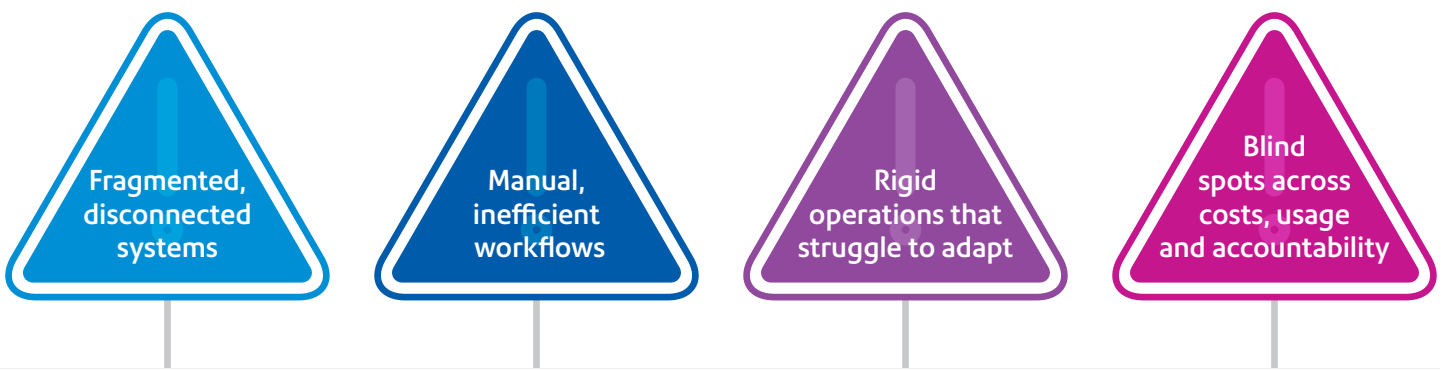 Fragmented,
disconnected
systems
Manual,
inefficient
workflows
Rigid
operations that
struggle to adapt
Blind
spots across
costs, usage
and accountability